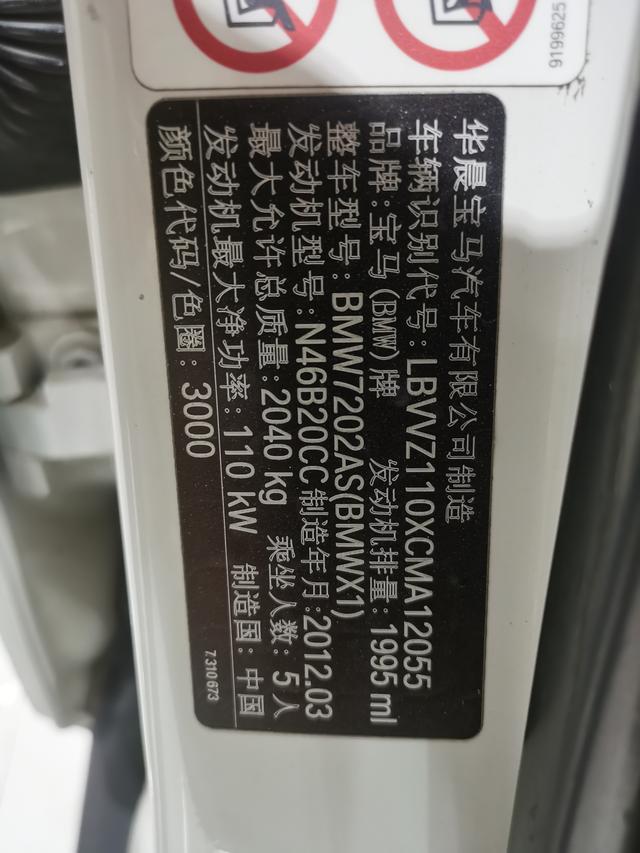 9199625
华晨宝马汽车有限公司制造
车辆识别代号: LBVVZ110XCMA12055
品牌:宝马(BMW)牌 发动机排量: 1995 ml
整车型号: BMW7202AS(BMWX1)
发动机型号: N46B20CC 制造年月:2012.03
最大允许总质量: 2040 kg 乘坐人数: 5 人
发动机最大净功率: 110 kW 制造国: 中国
颜色代码/色圈: 3000
7.310 673